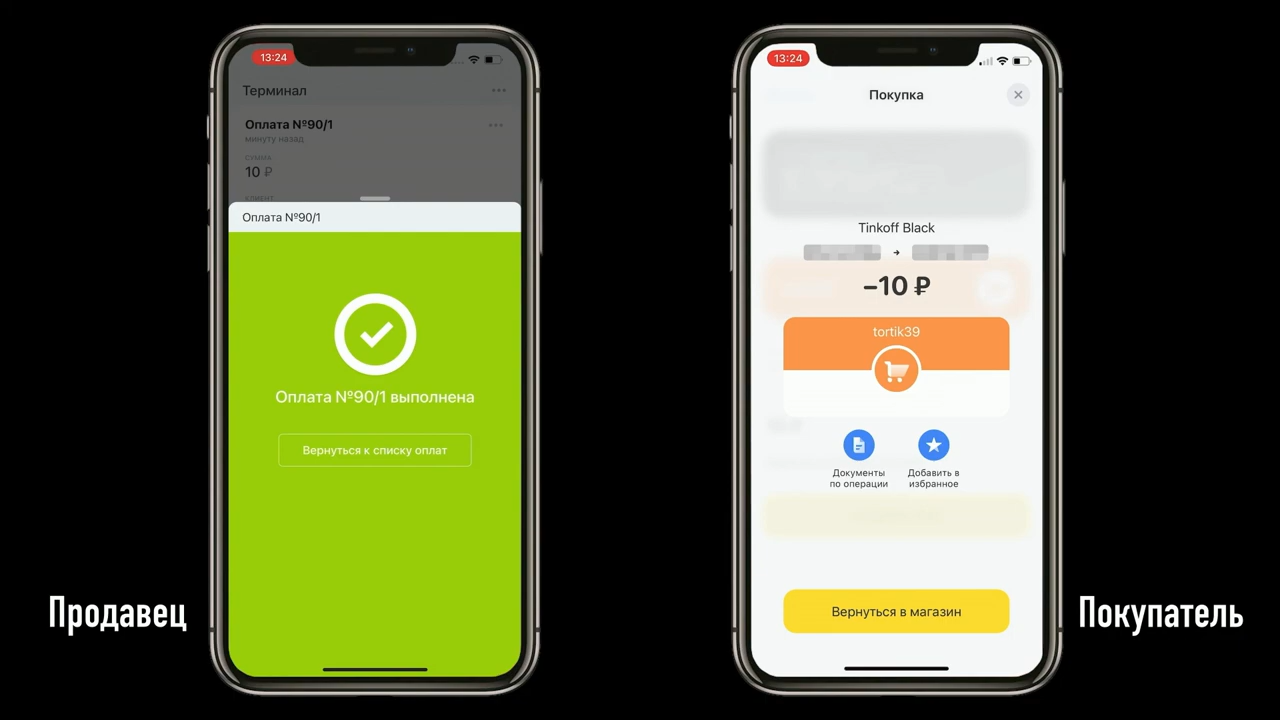 13:24
Терминал
Оплата №90/1
минуту назад
СУММА
10 ₽
КЛИЕНТ
Оплата №90/1
Оплата №90/1 выполнена
Вернуться к списку оплат
Продавец
13:24
Покупка
Tinkoff Black
–10 ₽
tortik39
Документы
по операции
Добавить в
избранное
Вернуться в магазин
Покупатель